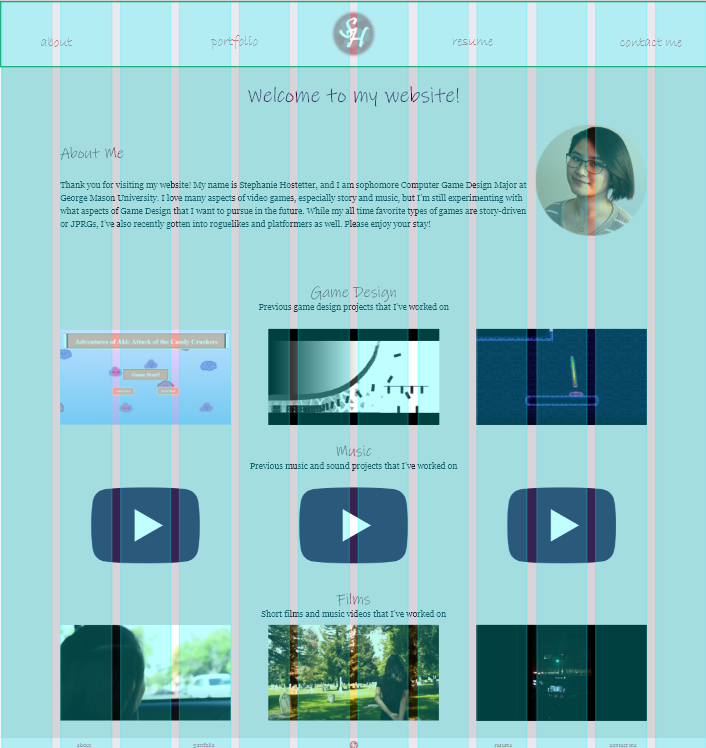 about portfolio SH resume contact me
Welcome to my website!
About Me
Thank you for visiting my website! My name is Stephanie Hostetter, and I am sophomore Computer Game Design Major at
George Mason University. I love many aspects of video games, especially story and music, but I'm still experimenting with
what aspects of Game Design that I want to pursue in the future. While my all time favorite types of games are story-driven
or JPRGs, I've also recently gotten into roguelikes and platformers as well. Please enjoy your stay!
Game Design
Previous game design projects that I've worked on
Adventures of Akir: Attack of the Candy Crushers
Game Start!
Music
Previous music and sound projects that I've worked on
Films
Short films and music videos that I've worked on
about portfolio SH resume contact me